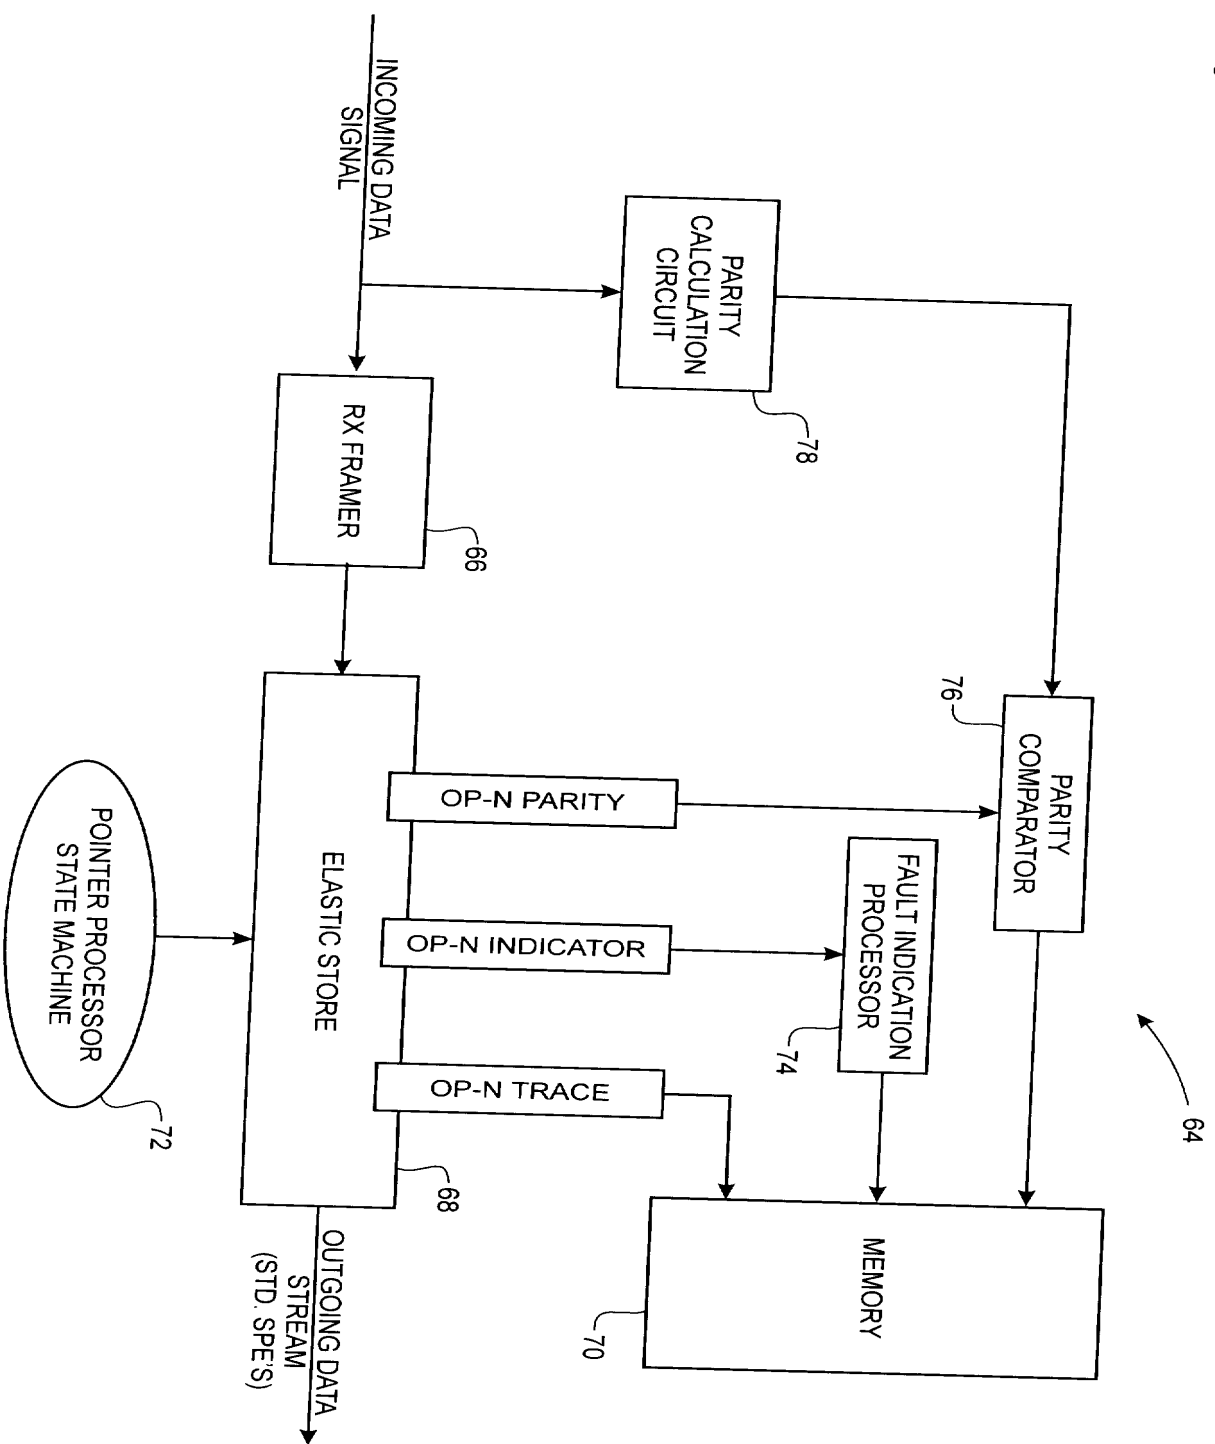 64
PARITY
CALCULATION
CIRCUIT
78
PARITY
COMPARATOR
76
FAULT INDICATION
PROCESSOR
74
MEMORY
70
INCOMING DATA
SIGNAL
RX FRAMER
66
OP-N PARITY
OP-N INDICATOR
OP-N TRACE
ELASTIC STORE
68
OUTGOING DATA
STREAM
(STD. SPE'S)
POINTER PROCESSOR
STATE MACHINE
72